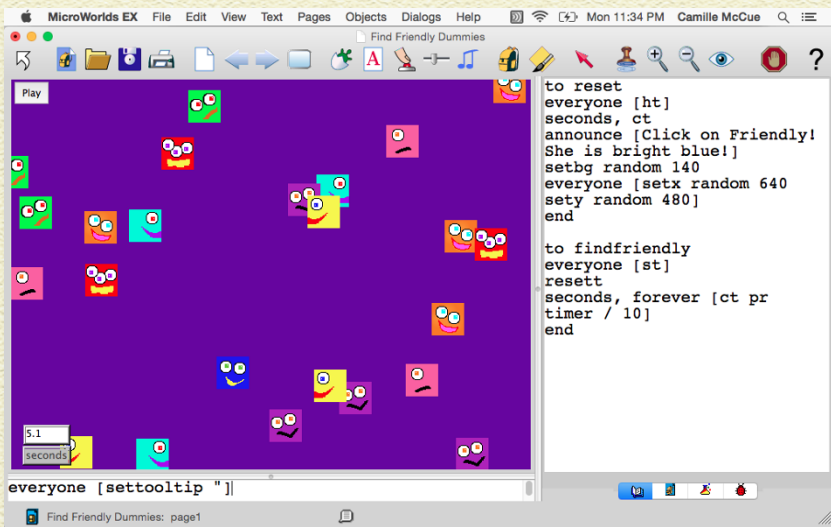 MicroWorlds EX File Edit View Text Pages Objects Dialogs Help Mon 11:34 PM Camille McCue
Find Friendly Dummies
A ?
Play
to reset
everyone [ht]
seconds, ct
announce [Click on Friendly!
She is bright blue!]
setbg random 140
everyone [setx random 640
sety random 480]
end
to findfriendly
everyone [st]
resett
seconds, forever [ct pr
timer / 10]
end
5.1
seconds
everyone [settooltip "]
Find Friendly Dummies: page1